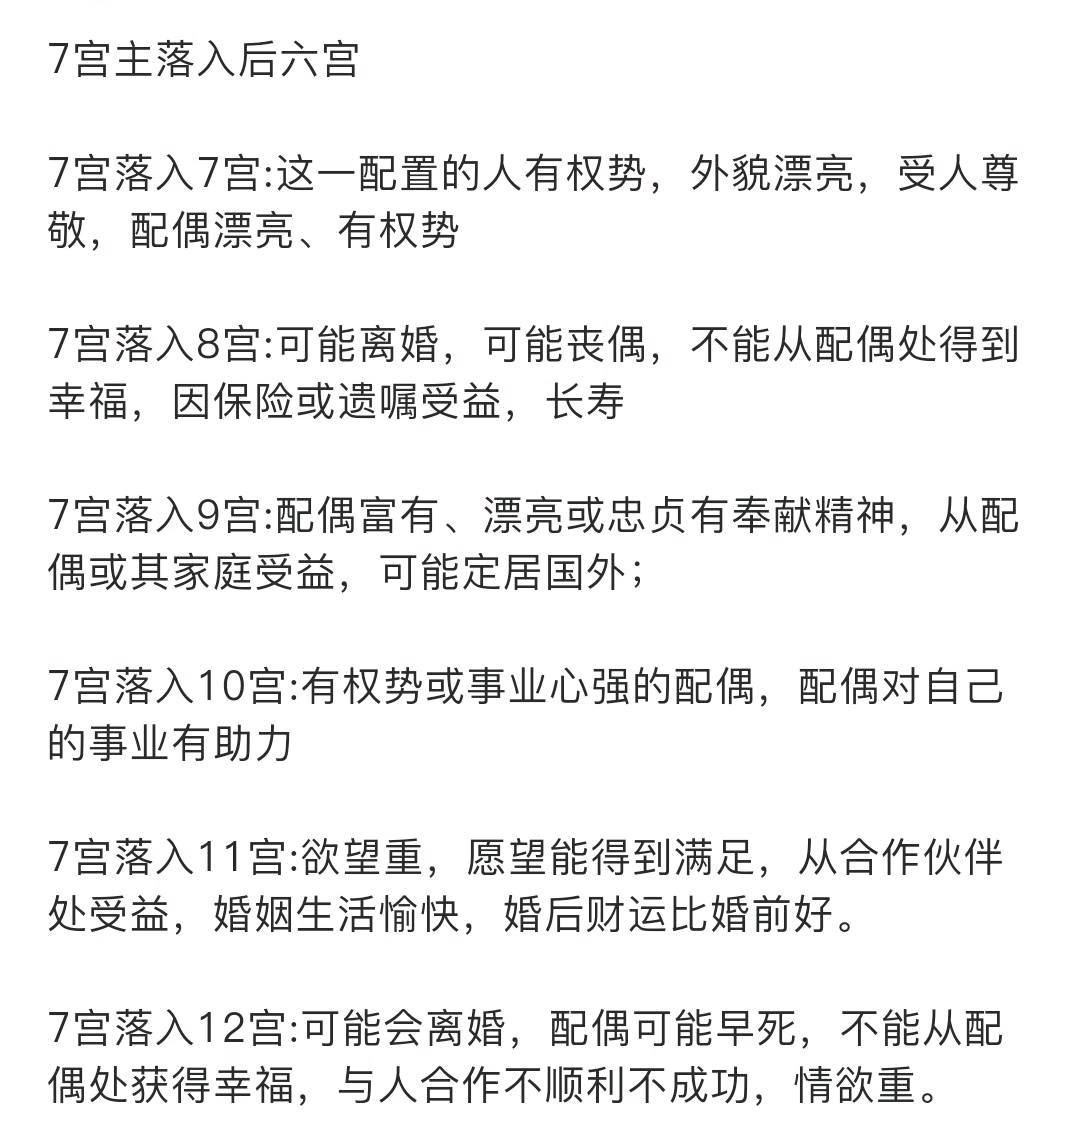 7宫主落入后六宫
7宫落入7宫:这一配置的人有权势，外貌漂亮，受人尊
敬，配偶漂亮、有权势
7宫落入8宫:可能离婚，可能丧偶，不能从配偶处得到
幸福，因保险或遗嘱受益，长寿
7宫落入9宫:配偶富有、漂亮或忠贞有奉献精神，从配
偶或其家庭受益，可能定居国外；
7宫落入10宫:有权势或事业心强的配偶，配偶对自己
的事业有助力
7宫落入11宫:欲望重，愿望能得到满足，从合作伙伴
处受益，婚姻生活愉快，婚后财运比婚前好。
7宫落入12宫:可能会离婚，配偶可能早死，不能从配
偶处获得幸福，与人合作不顺利不成功，情欲重。